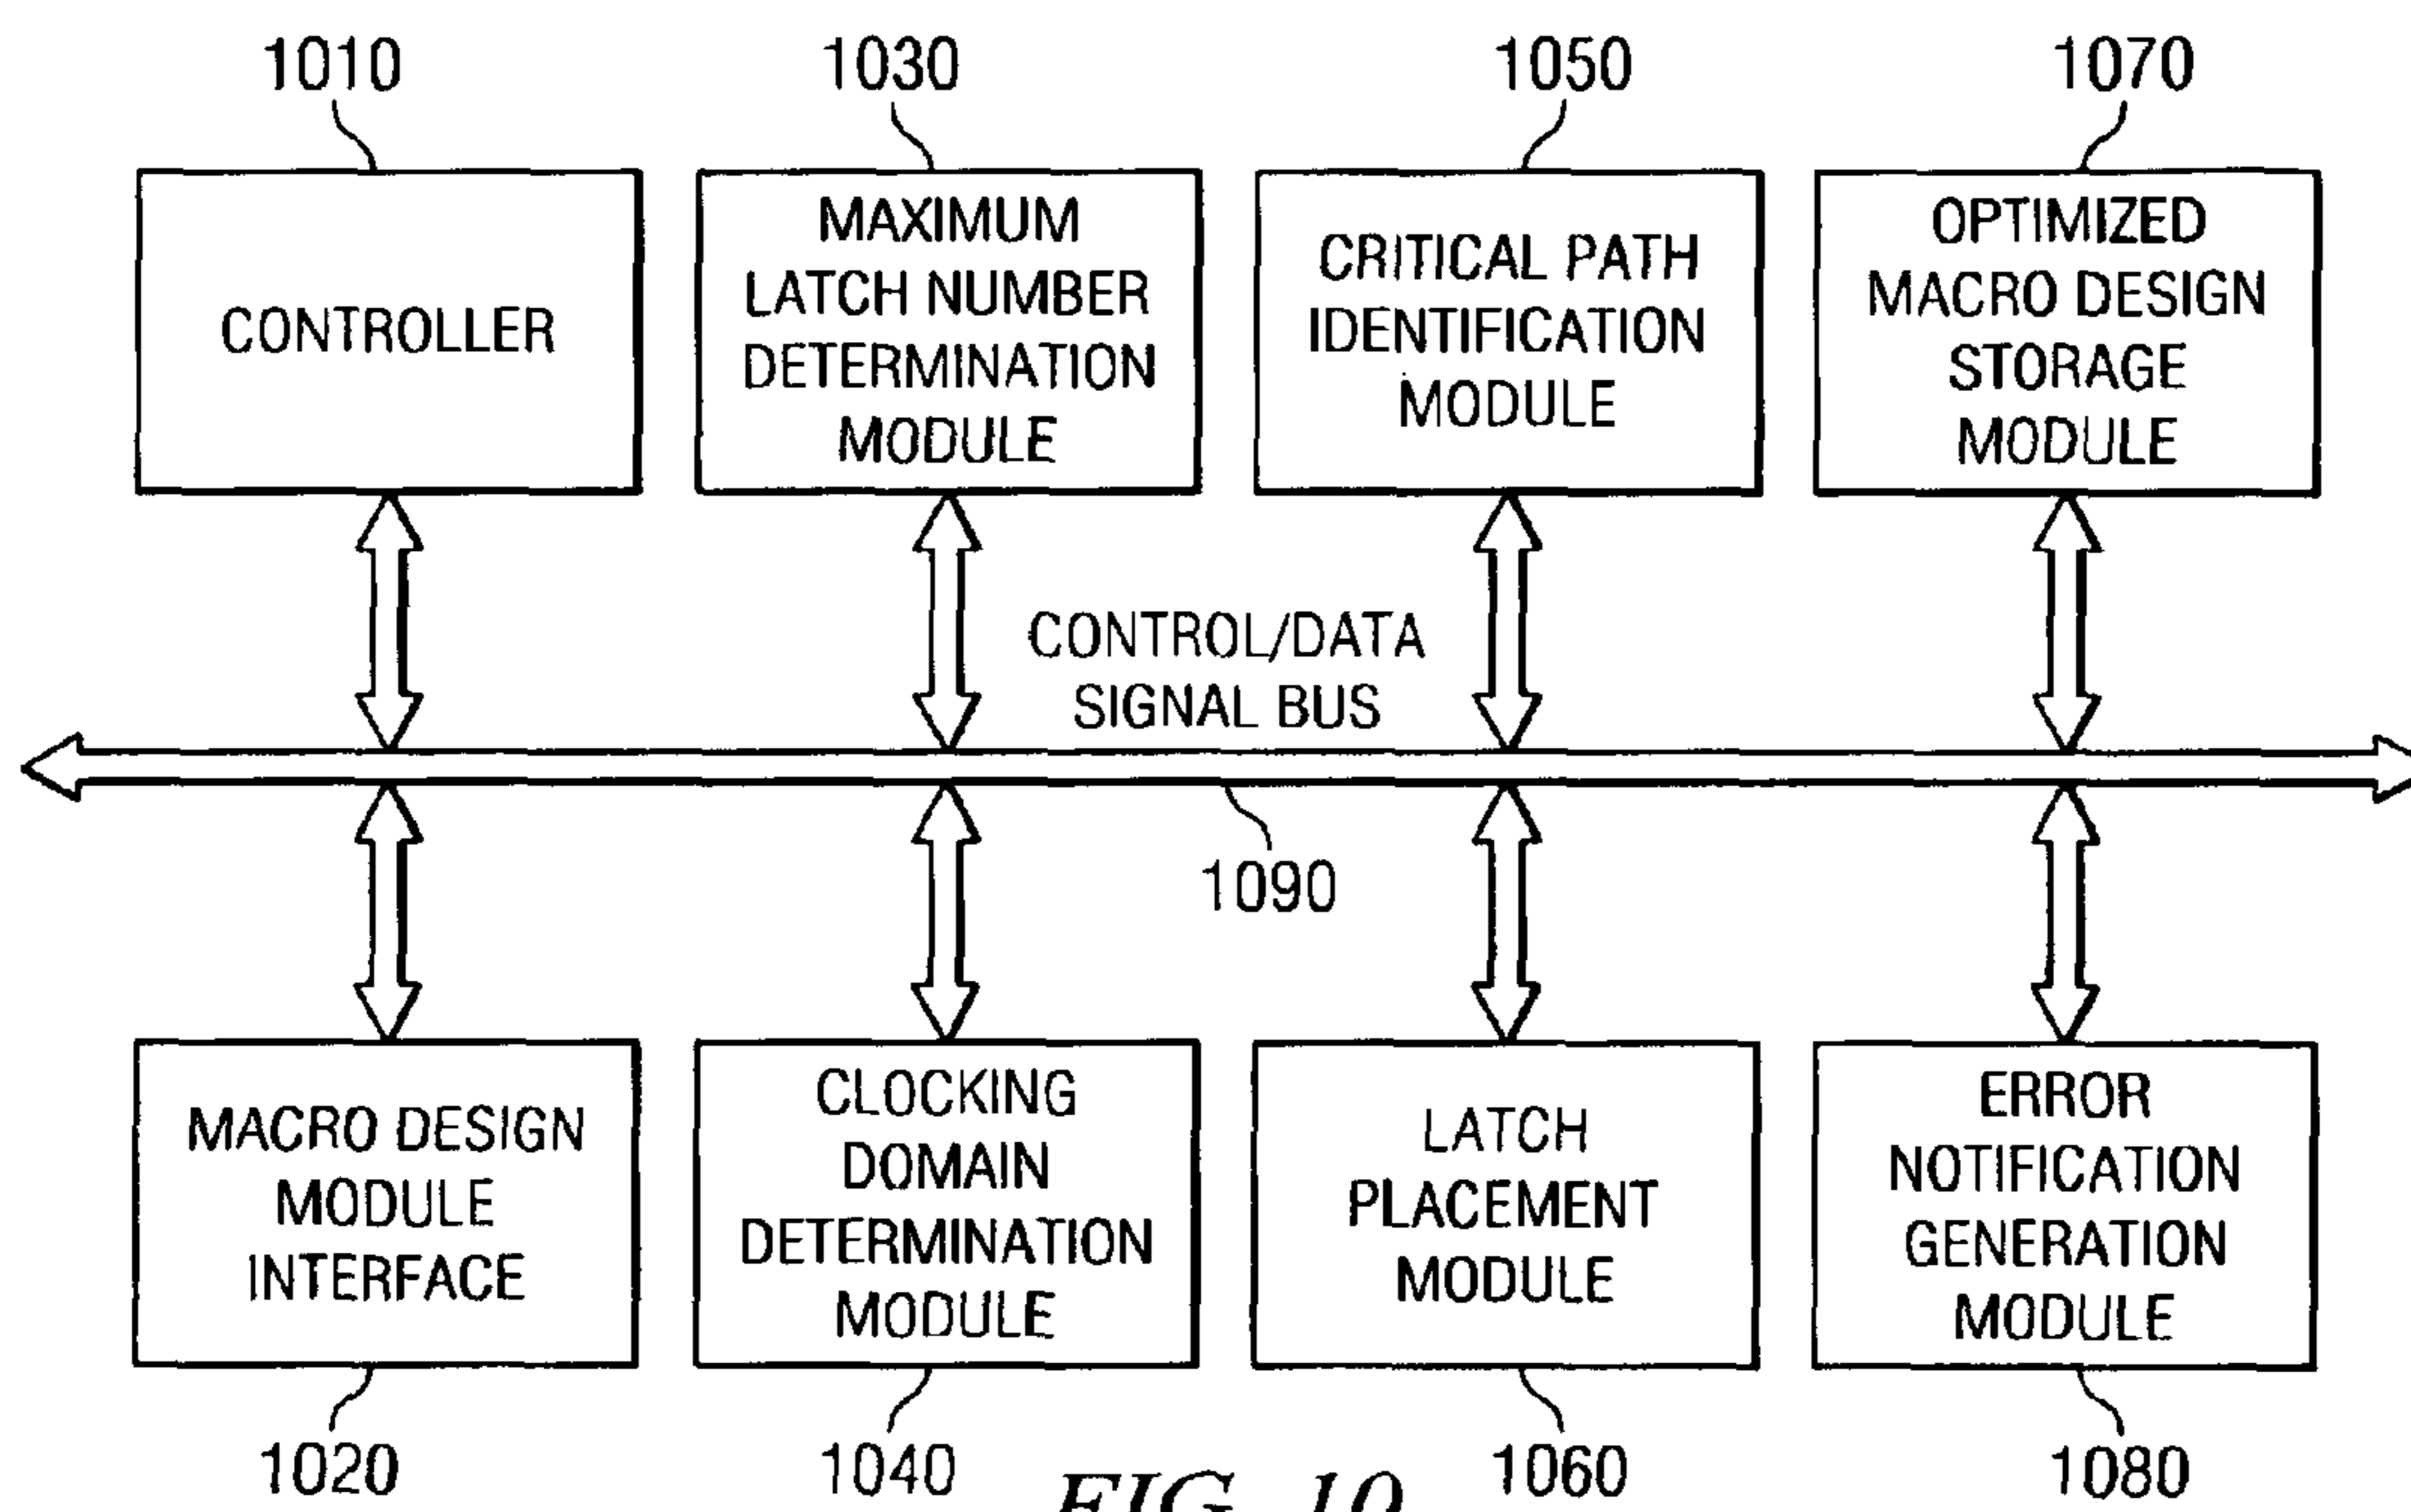 1010
1030
1050
1070
CONTROLLER
MAXIMUM
LATCH NUMBER
DETERMINATION
MODULE
CRITICAL PATH
IDENTIFICATION
MODULE
OPTIMIZED
MACRO DESIGN
STORAGE
MODULE
CONTROL/DATA
SIGNAL BUS
1090
MACRO DESIGN
MODULE
INTERFACE
CLOCKING
DOMAIN
DETERMINATION
MODULE
LATCH
PLACEMENT
MODULE
ERROR
NOTIFICATION
GENERATION
MODULE
1020
1040
1060
1080
FIG. 10